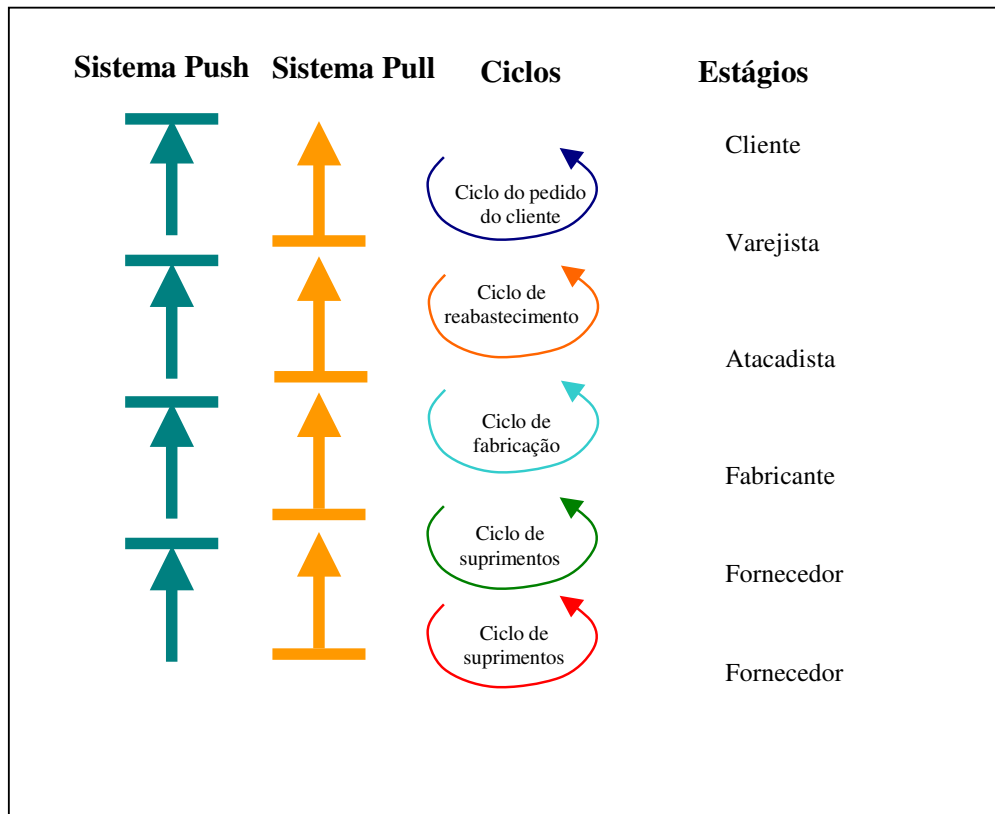 Sistema Push
Sistema Pull
Ciclos
Estágios
Cliente
Ciclo do pedido
do cliente
Varejista
Ciclo de
reabastecimento
Atacadista
Ciclo de
fabricação
Fabricante
Ciclo de
suprimentos
Fornecedor
Ciclo de
suprimentos
Fornecedor